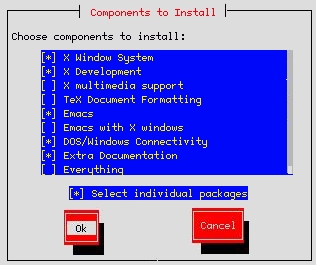 Components to Install
Choose components to install:
[*] X Window System
[*] X Development
[ ] X multimedia support
[ ] TeX Document Formatting
[*] Emacs
[ ] Emacs with X windows
[*] DOS/Windows Connectivity
[*] Extra Documentation
[ ] Everything
[*] Select individual packages
Ok
Cancel